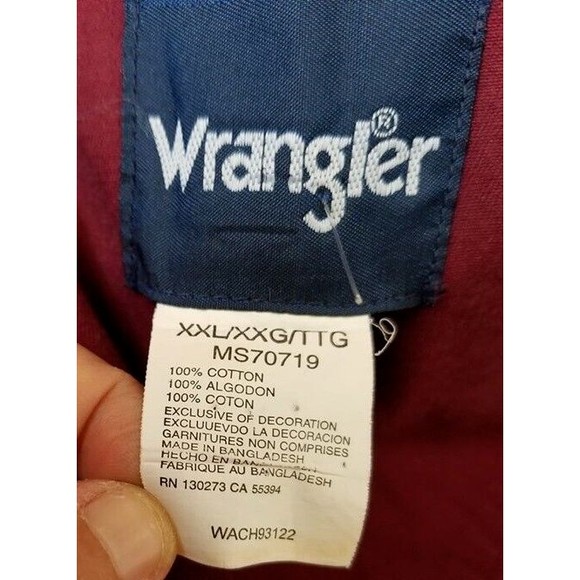 Wrangler®
XXL/XXG/TTG
MS70719
100% COTTON
100% ALGODON
100% COTON
EXCLUSIVE OF DECORATION
EXCLUUEVDO LA DECORACION
GARNITURES NON COMPRISES
MADE IN BANGLADESH
HECHO EN BANGLADESH
FABRIQUE AU BANGLADESH
RN 130273 CA 55394
WACH93122